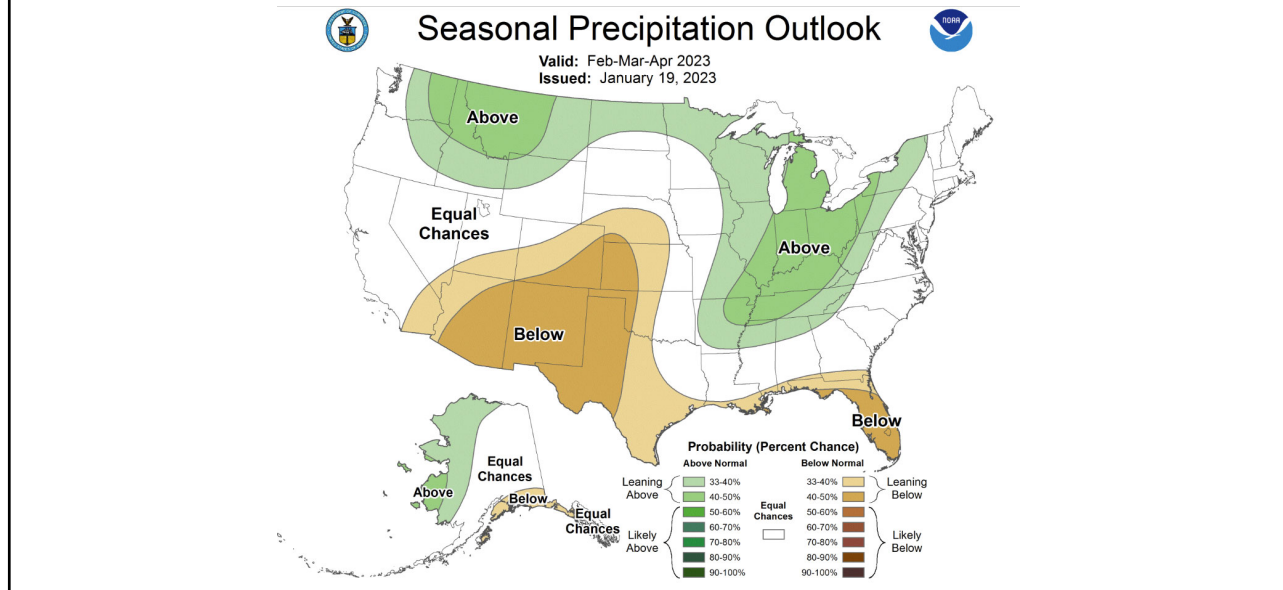 Seasonal Precipitation Outlook
NOAA
Valid: Feb-Mar-Apr 2023
Issued: January 19, 2023
Above
Equal
Chances
Above
Below
Below
Above
Equal
Chances
Below
Equal
Chances
Probability (Percent Chance)
Above Normal
Below Normal
Leaning
Above
33-40%
40-50%
50-60%
60-70%
70-80%
80-90%
90-100%
Likely
Above
Equal
Chances
33-40%
40-50%
50-60%
60-70%
70-80%
80-90%
90-100%
Leaning
Below
Likely
Below